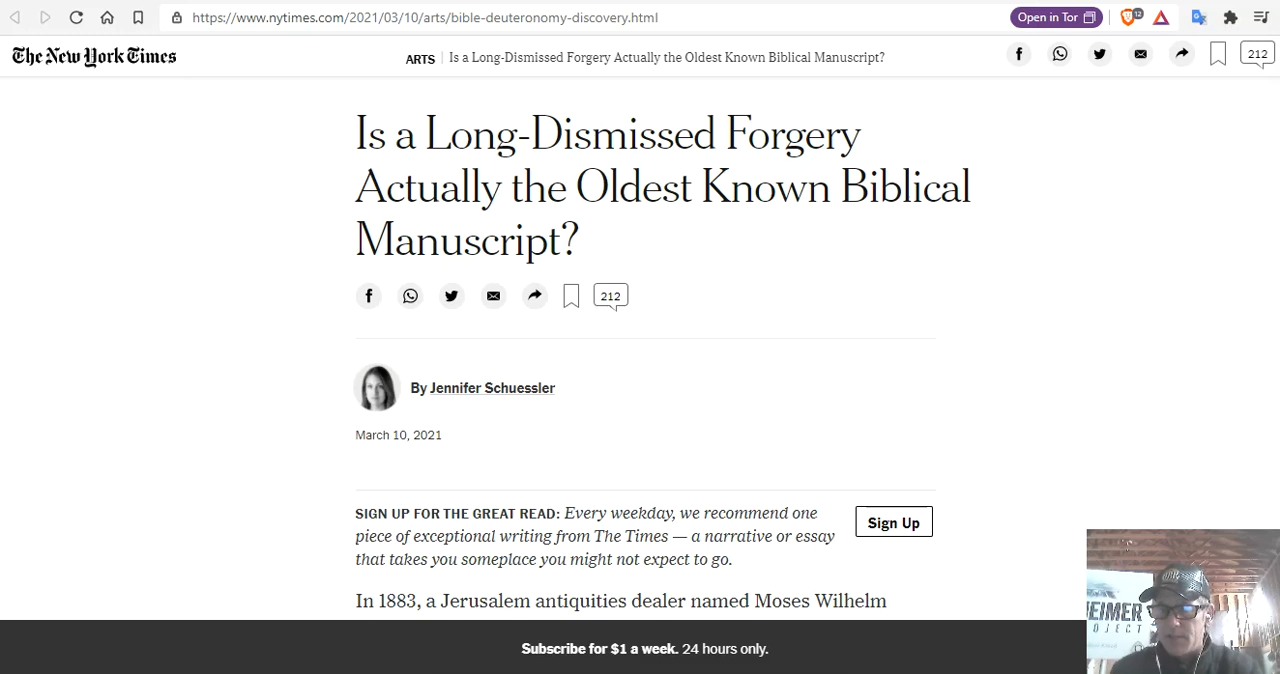 https://www.nytimes.com/2021/03/10/arts/bible-deuteronomy-discovery.html
Open in Tor
12
The New York Times
ARTS | Is a Long-Dismissed Forgery Actually the Oldest Known Biblical Manuscript?
212
Is a Long-Dismissed Forgery
Actually the Oldest Known Biblical
Manuscript?
212
By Jennifer Schuessler
March 10, 2021
SIGN UP FOR THE GREAT READ: Every weekday, we recommend one
piece of exceptional writing from The Times — a narrative or essay
that takes you someplace you might not expect to go.
Sign Up
In 1883, a Jerusalem antiquities dealer named Moses Wilhelm
Subscribe for $1 a week. 24 hours only.
HEIMER
OJECT